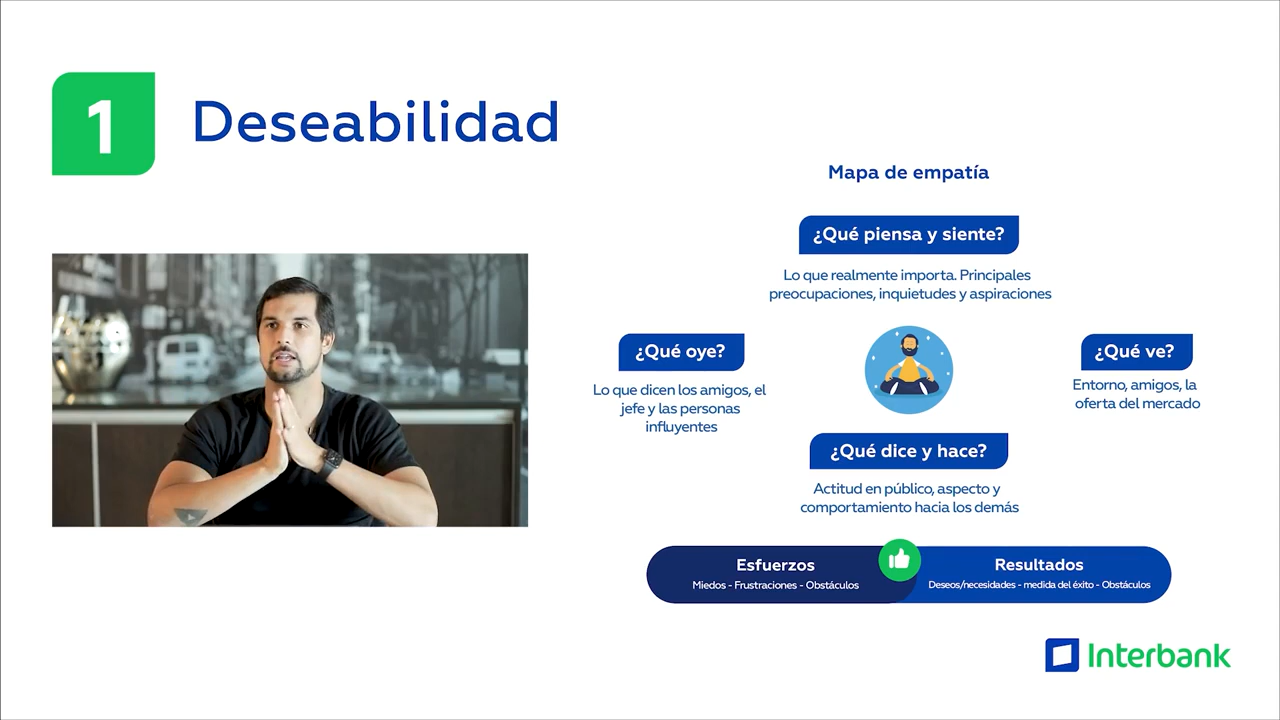 1
Deseabilidad
Mapa de empatía
¿Qué piensa y siente?
Lo que realmente importa. Principales
preocupaciones, inquietudes y aspiraciones
¿Qué oye?
Lo que dicen los amigos, el
jefe y las personas
influyentes
¿Qué ve?
Entorno, amigos, la
oferta del mercado
¿Qué dice y hace?
Actitud en público, aspecto y
comportamiento hacia los demás
Esfuerzos
Miedos - Frustraciones - Obstáculos
Resultados
Deseos/necesidades - medida del éxito - Obstáculos
Interbank